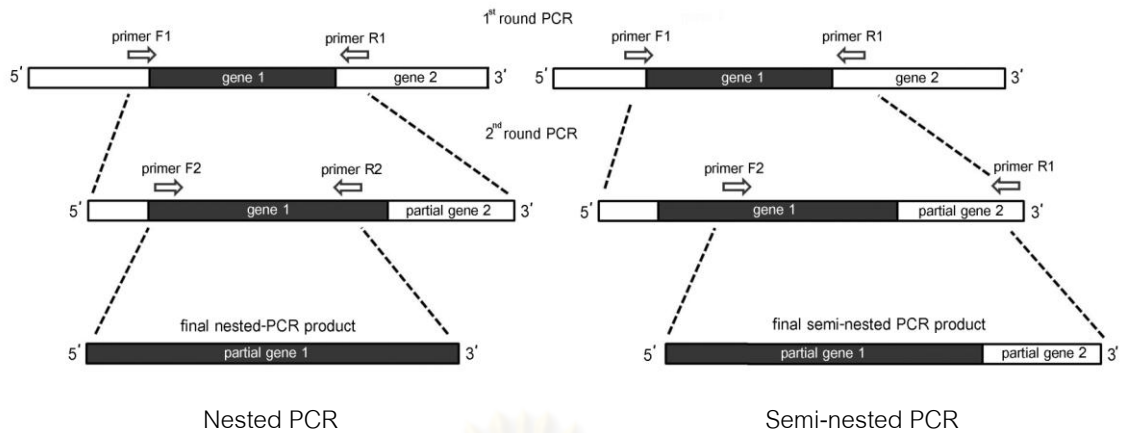 1st round PCR
primer F1 primer R1 primer F1 primer R1
5′ gene 1 gene 2 3′ 5′ gene 1 gene 2 3′
2nd round PCR
primer F2 primer R2 primer F2 primer R1
5′ gene 1 partial gene 2 3′ 5′ gene 1 partial gene 2 3′
final nested-PCR product final semi-nested PCR product
5′ partial gene 1 3′ 5′ partial gene 1 partial gene 2 3′
Nested PCR Semi-nested PCR